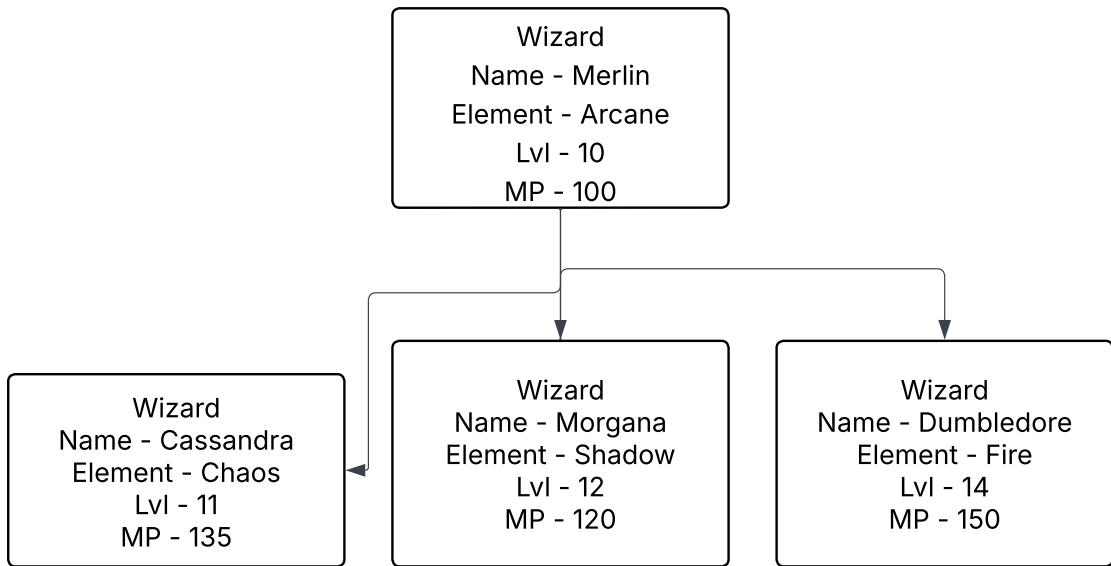 Wizard
Name - Merlin
Element - Arcane
Lvl - 10
MP - 100
Wizard
Name - Cassandra
Element - Chaos
Lvl - 11
MP - 135
Wizard
Name - Morgana
Element - Shadow
Lvl - 12
MP - 120
Wizard
Name - Dumbledore
Element - Fire
Lvl - 14
MP - 150